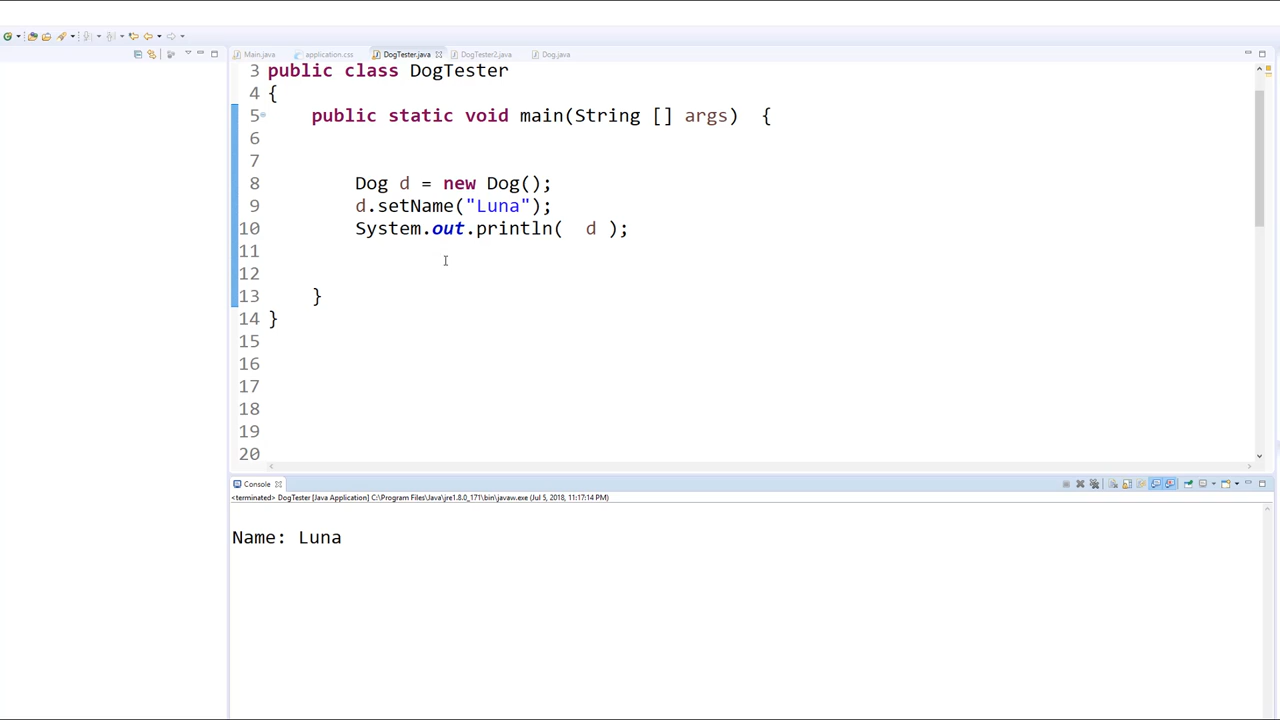 Main.java application.css DogTester.java DogTester2.java Dog.java
3 public class DogTester
4 {
5 public static void main(String [] args) {
6
7
8 Dog d = new Dog();
9 d.setName("Luna");
10 System.out.println( d );
11
12
13 }
14 }
15
16
17
18
19
20
Console
<terminated> DogTester [Java Application] C:\Program Files\Java\jre1.8.0_171\bin\javaw.exe (Jul 5, 2018, 11:17:14 PM)
Name: Luna